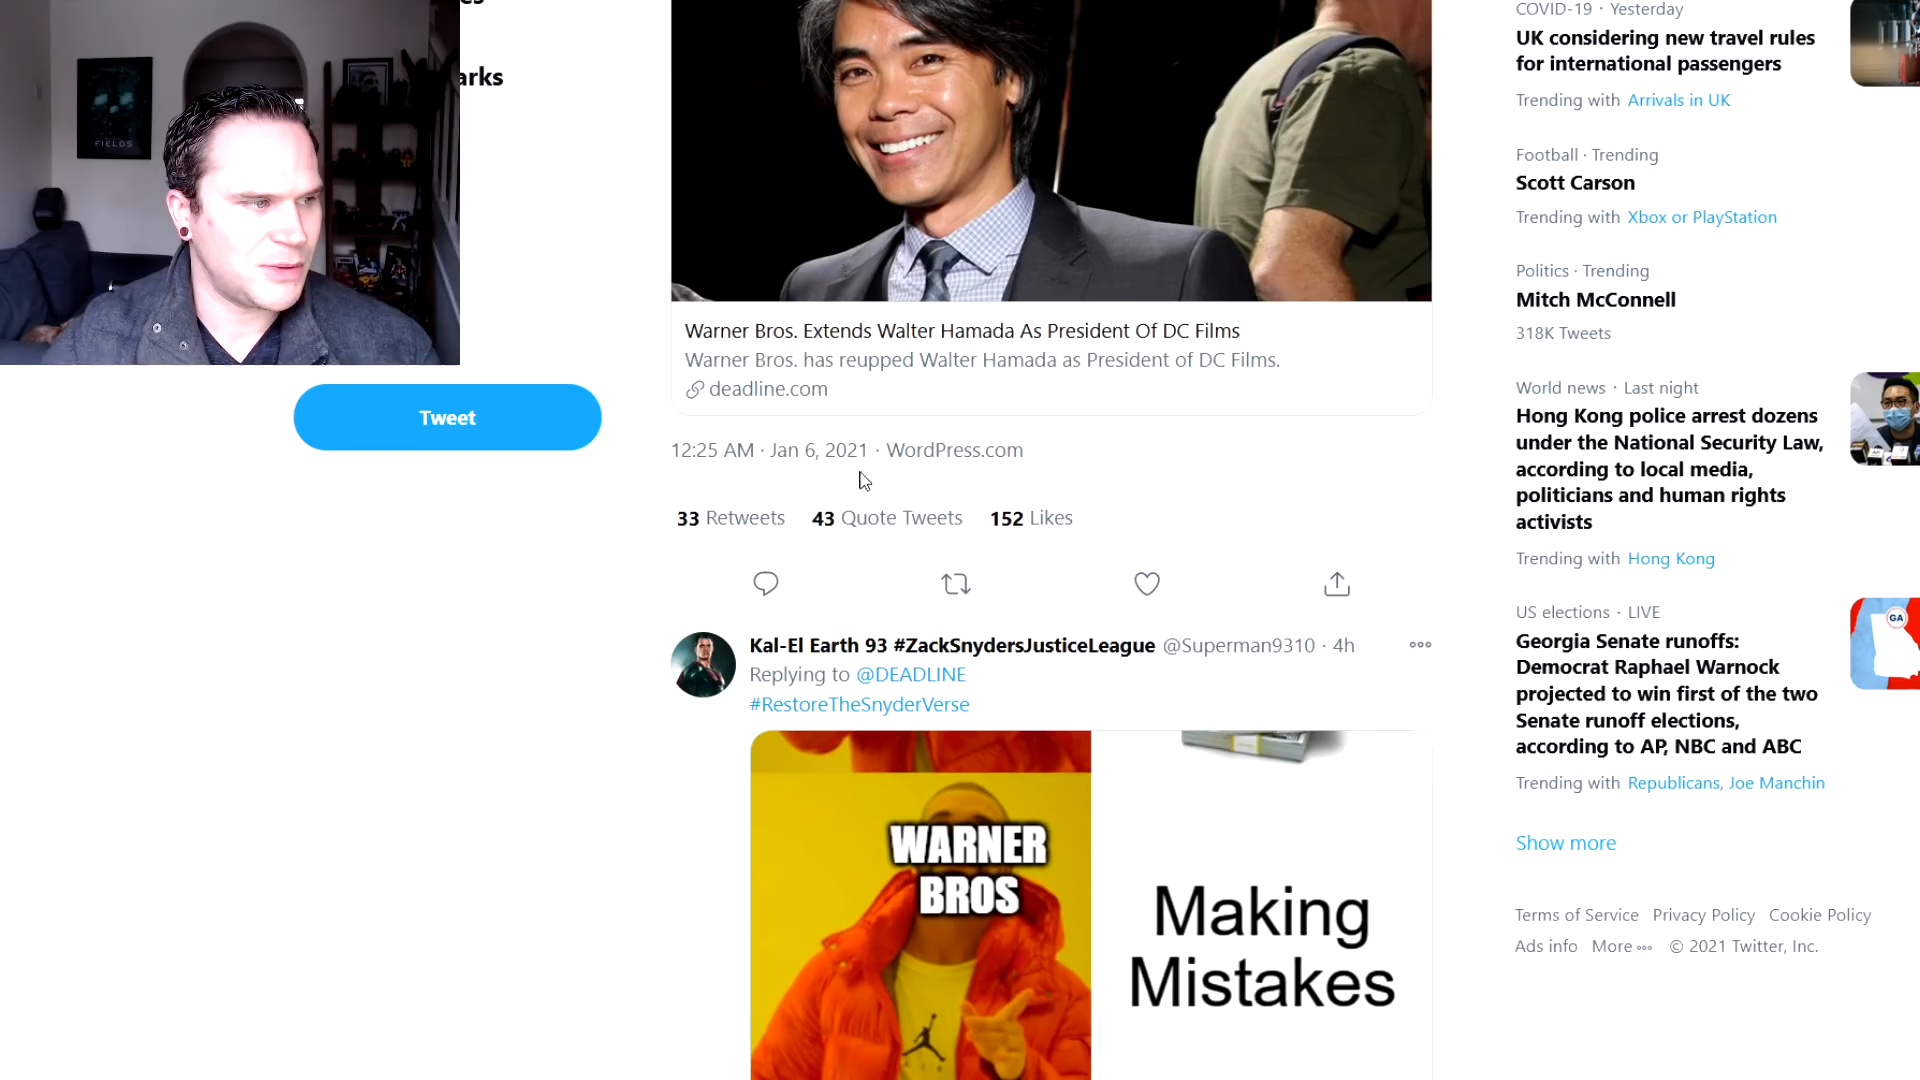 arks
FIELDS
Tweet
Warner Bros. Extends Walter Hamada As President Of DC Films
Warner Bros. has reupped Walter Hamada as President of DC Films.
deadline.com
12:25 AM · Jan 6, 2021 · WordPress.com
33 Retweets 43 Quote Tweets 152 Likes
Kal-El Earth 93 #ZackSnydersJusticeLeague @Superman9310 · 4h
Replying to @DEADLINE
#RestoreTheSnyderVerse
WARNER
BROS
Making
Mistakes
COVID-19 · Yesterday
UK considering new travel rules
for international passengers
Trending with Arrivals in UK
Football · Trending
Scott Carson
Trending with Xbox or PlayStation
Politics · Trending
Mitch McConnell
318K Tweets
World news · Last night
Hong Kong police arrest dozens
under the National Security Law,
according to local media,
politicians and human rights
activists
Trending with Hong Kong
US elections · LIVE
Georgia Senate runoffs:
Democrat Raphael Warnock
projected to win first of the two
Senate runoff elections,
according to AP, NBC and ABC
Trending with Republicans, Joe Manchin
GA
Show more
Terms of Service Privacy Policy Cookie Policy
Ads info More © 2021 Twitter, Inc.